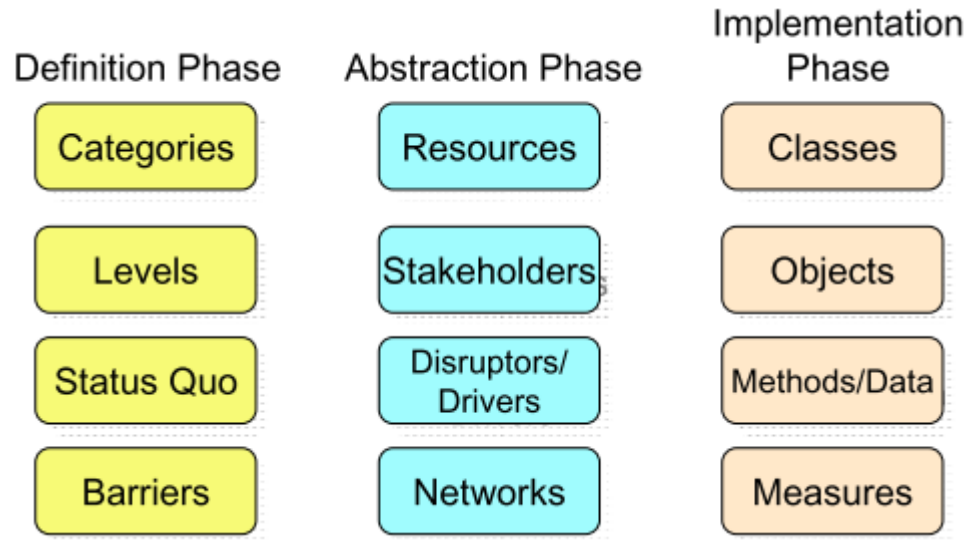 Definition Phase
Categories
Levels
Status Quo
Barriers
Abstraction Phase
Resources
Stakeholders
Disruptors/
Drivers
Networks
Implementation
Phase
Classes
Objects
Methods/Data
Measures